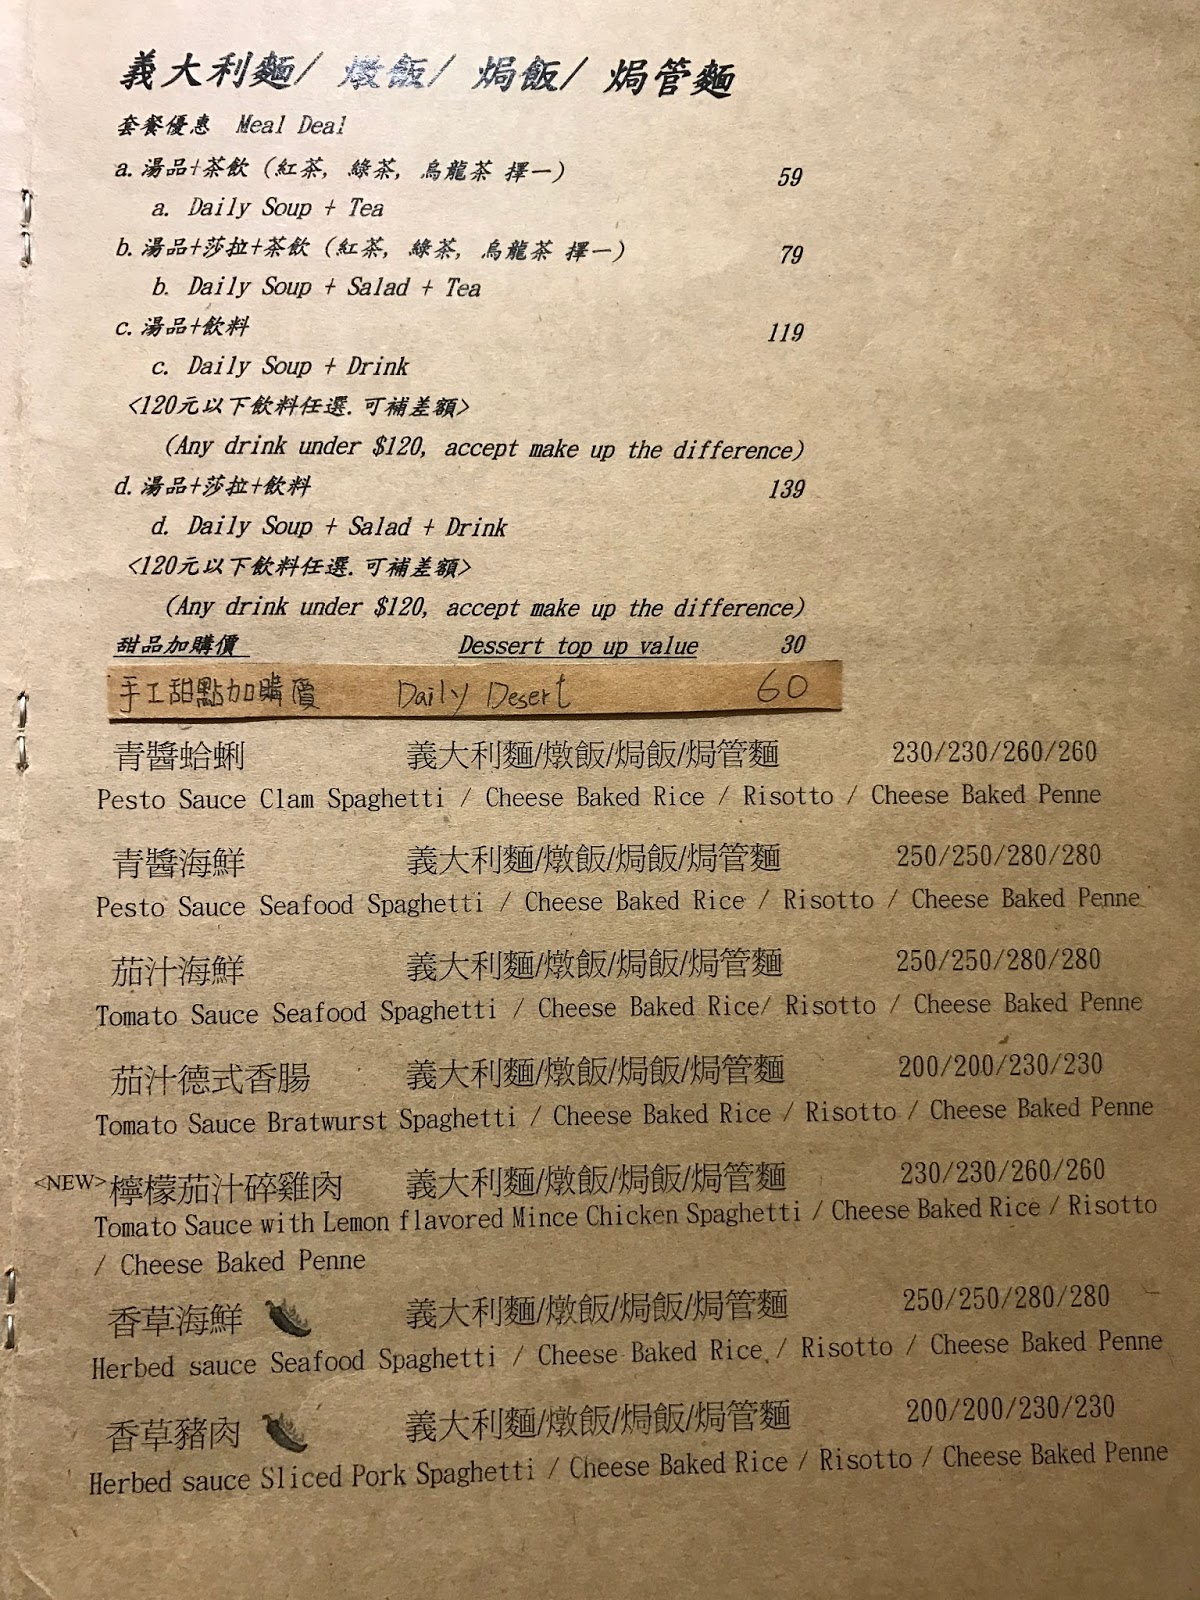 義大利麵/ 燉飯/ 焗飯/ 焗管麵
套餐優惠 Meal Deal
a.湯品+茶飲 (紅茶, 綠茶, 烏龍茶 擇一) 59
a. Daily Soup + Tea
b.湯品+莎拉+茶飲 (紅茶, 綠茶, 烏龍茶 擇一) 79
b. Daily Soup + Salad + Tea
c.湯品+飲料 119
c. Daily Soup + Drink
<120元以下飲料任選.可補差額>
(Any drink under $120, accept make up the difference)
d.湯品+莎拉+飲料 139
d. Daily Soup + Salad + Drink
<120元以下飲料任選.可補差額>
(Any drink under $120, accept make up the difference)
甜品加購價 Dessert top up value 30
手工甜點加購價 Daily Desert 60
青醬蛤蜊 義大利麵/燉飯/焗飯/焗管麵 230/230/260/260
Pesto Sauce Clam Spaghetti / Cheese Baked Rice / Risotto / Cheese Baked Penne
青醬海鮮 義大利麵/燉飯/焗飯/焗管麵 250/250/280/280
Pesto Sauce Seafood Spaghetti / Cheese Baked Rice / Risotto / Cheese Baked Penne
茄汁海鮮 義大利麵/燉飯/焗飯/焗管麵 250/250/280/280
Tomato Sauce Seafood Spaghetti / Cheese Baked Rice/ Risotto / Cheese Baked Penne
茄汁德式香腸 義大利麵/燉飯/焗飯/焗管麵 200/200/230/230
Tomato Sauce Bratwurst Spaghetti / Cheese Baked Rice / Risotto / Cheese Baked Penne
<NEW>檸檬茄汁碎雞肉 義大利麵/燉飯/焗飯/焗管麵 230/230/260/260
Tomato Sauce with Lemon flavored Mince Chicken Spaghetti / Cheese Baked Rice / Risotto
/ Cheese Baked Penne
香草海鮮 義大利麵/燉飯/焗飯/焗管麵 250/250/280/280
Herbed sauce Seafood Spaghetti / Cheese Baked Rice / Risotto / Cheese Baked Penne
香草豬肉 義大利麵/燉飯/焗飯/焗管麵 200/200/230/230
Herbed sauce Sliced Pork Spaghetti / Cheese Baked Rice / Risotto / Cheese Baked Penne